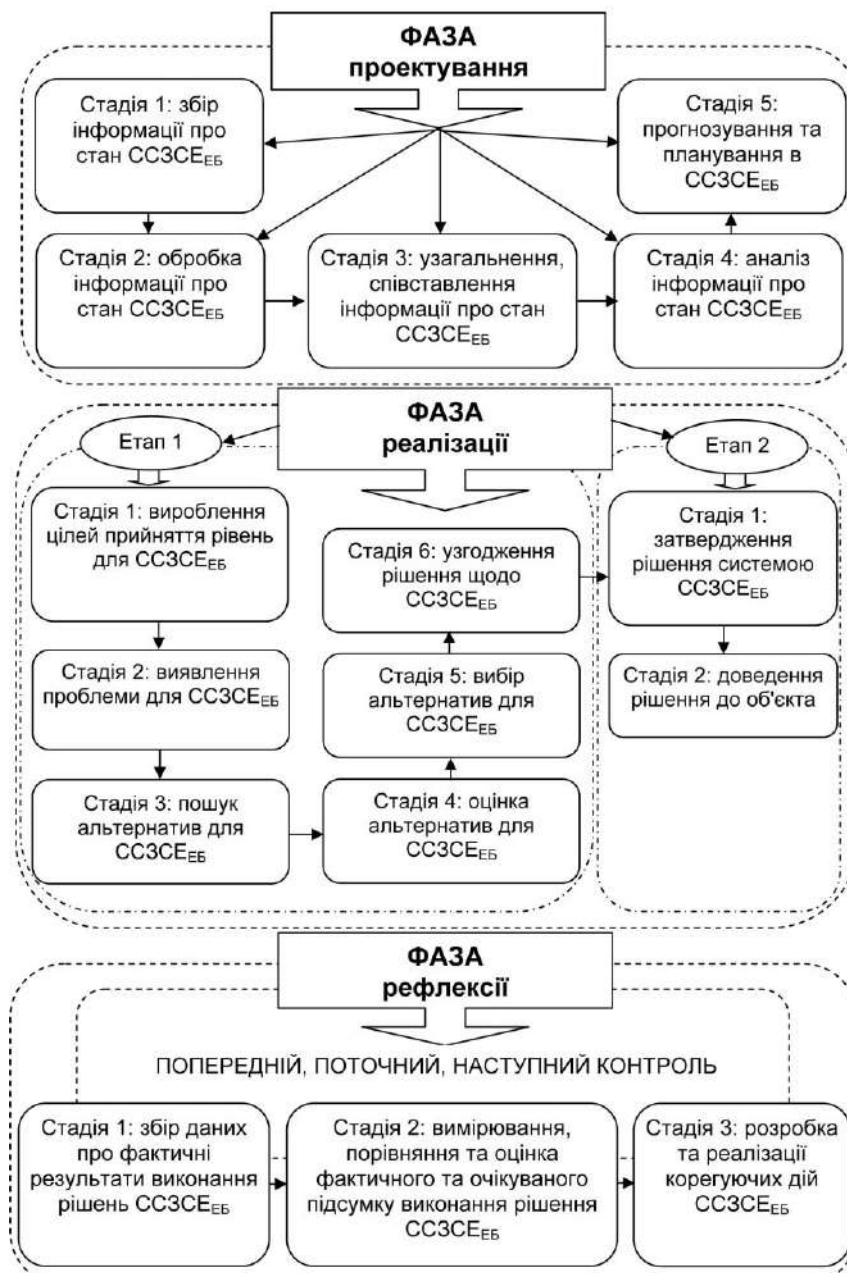 ФАЗА
проектування
Стадія 1: збір
інформації про
стан ССЗСЕЕБ
Стадія 5:
прогнозування та
планування в
ССЗСЕЕБ
Стадія 2: обробка
інформації про
стан ССЗСЕЕБ
Стадія 3: узагальнення,
співставлення
інформації про стан
ССЗСЕЕБ
Стадія 4: аналіз
інформації про
стан ССЗСЕЕБ
ФАЗА
реалізації
Етап 1
Етап 2
Стадія 1: вироблення
цілей прийняття рівень
для ССЗСЕЕБ
Стадія 6: узгодження
рішення щодо
ССЗСЕЕБ
Стадія 1:
затвердження
рішення системою
ССЗСЕЕБ
Стадія 2: виявлення
проблеми для ССЗСЕЕБ
Стадія 5: вибір
альтернатив для
ССЗСЕЕБ
Стадія 2: доведення
рішення до об'єкта
Стадія 3: пошук
альтернатив для
ССЗСЕЕБ
Стадія 4: оцінка
альтернатив для
ССЗСЕЕБ
ФАЗА
рефлексії
ПОПЕРЕДНІЙ, ПОТОЧНИЙ, НАСТУПНИЙ КОНТРОЛЬ
Стадія 1: збір даних
про фактичні
результати виконання
рішень ССЗСЕЕБ
Стадія 2: вимірювання,
порівняння та оцінка
фактичного та очікуваного
підсумку виконання рішення
ССЗСЕЕБ
Стадія 3: розробка
та реалізації
корегуючих дій
ССЗСЕЕБ